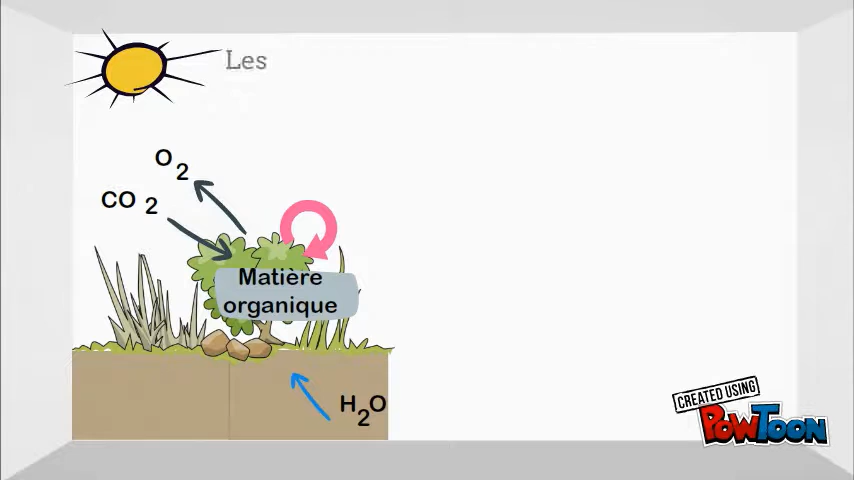 Les
O2
CO2
Matière
organique
H2O
CREATED USING
POWTOON